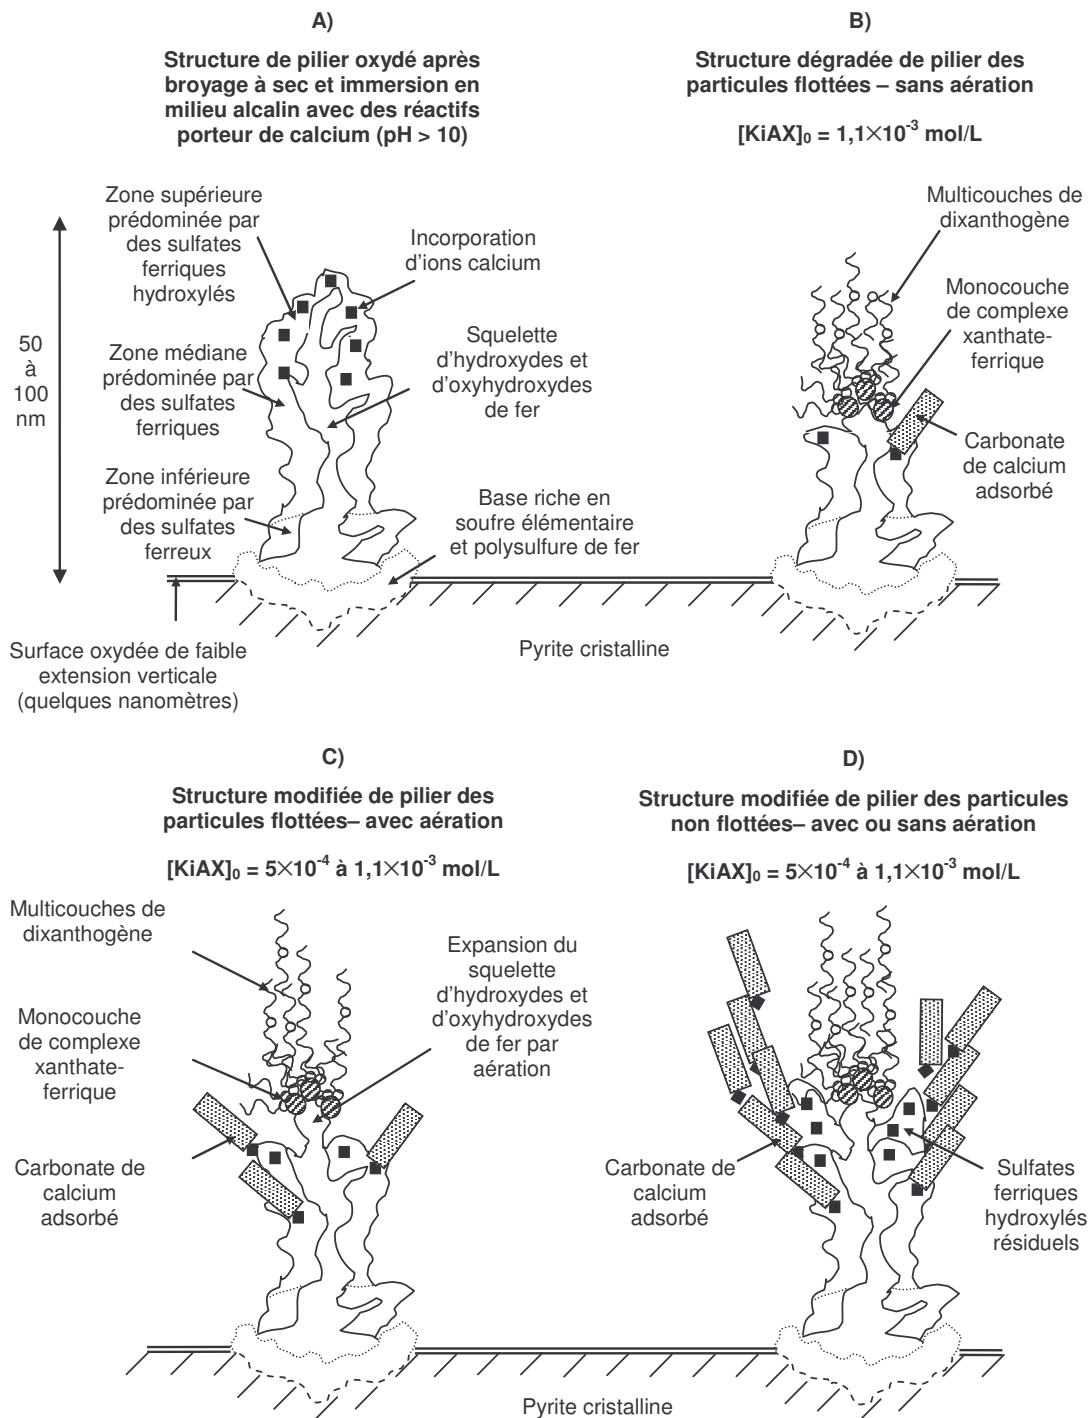 A)
Structure de pilier oxydé après
broyage à sec et immersion en
milieu alcalin avec des réactifs
porteur de calcium (pH > 10)
B)
Structure dégradée de pilier des
particules flottées – sans aération
[KiAX]₀ = 1,1×10⁻³ mol/L
50
à
100
nm
Zone supérieure
prédominée par
des sulfates
ferriques
hydroxylés
Incorporation
d'ions calcium
Zone médiane
prédominée par
des sulfates
ferriques
Squelette
d'hydroxydes et
d'oxyhydroxydes
de fer
Zone inférieure
prédominée par
des sulfates
ferreux
Base riche en
soufre élémentaire
et polysulfure de fer
Multicouches de
dixanthogène
Monocouche
de complexe
xanthate-
ferrique
Carbonate
de calcium
adsorbé
Surface oxydée de faible
extension verticale
(quelques nanomètres)
Pyrite cristalline
C)
Structure modifiée de pilier des
particules flottées– avec aération
[KiAX]₀ = 5×10⁻⁴ à 1,1×10⁻³ mol/L
D)
Structure modifiée de pilier des particules
non flottées– avec ou sans aération
[KiAX]₀ = 5×10⁻⁴ à 1,1×10⁻³ mol/L
Multicouches de
dixanthogène
Monocouche
de complexe
xanthate-
ferrique
Carbonate de
calcium
adsorbé
Expansion du
squelette
d'hydroxydes et
d'oxyhydroxydes
de fer par
aération
Carbonate de
calcium
adsorbé
Sulfates
ferriques
hydroxylés
résiduels
Pyrite cristalline